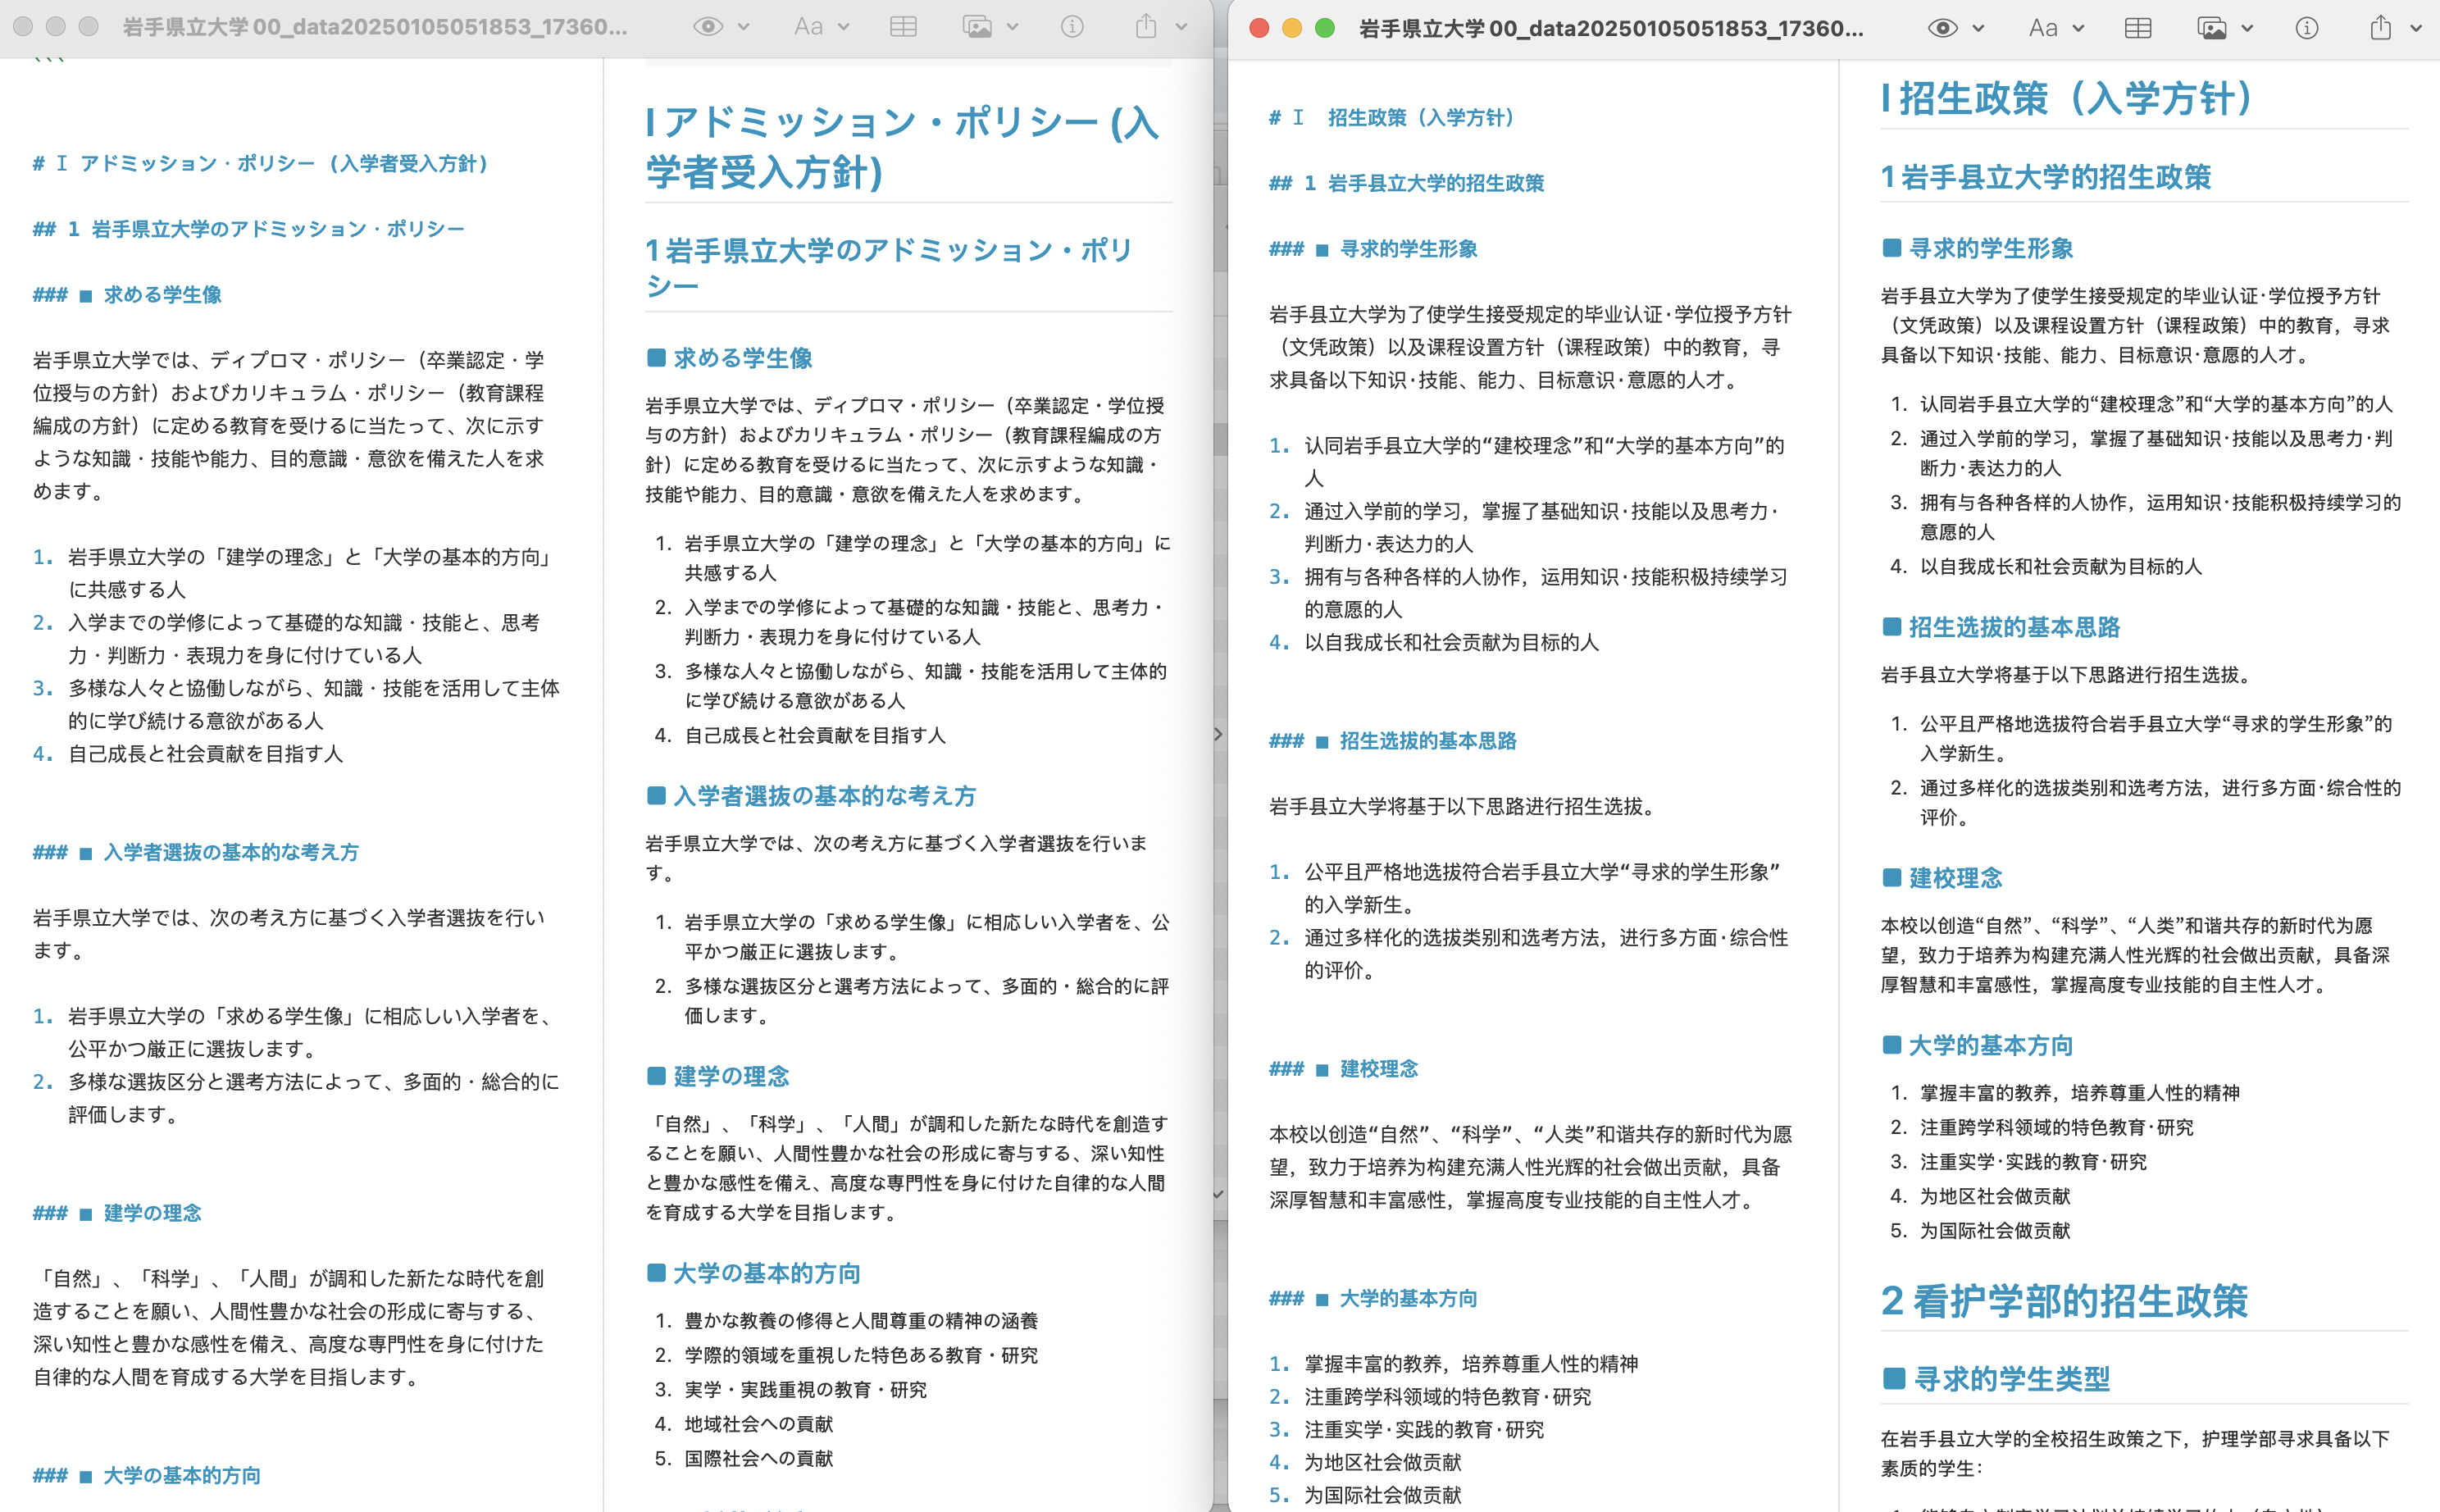 岩手県立大学 00_data20250105051853_17360...
Aa
# Ⅰ アドミッション・ポリシー (入学者受入方針)
## 1 岩手県立大学のアドミッション・ポリシー
### ■ 求める学生像
岩手県立大学では、ディプロマ・ポリシー（卒業認定・学
位授与の方針）およびカリキュラム・ポリシー（教育課程
編成の方針）に定める教育を受けるに当たって、次に示す
ような知識・技能や能力、目的意識・意欲を備えた人を求
めます。
1. 岩手県立大学の「建学の理念」と「大学の基本的方向」
に共感する人
2. 入学までの学修によって基礎的な知識・技能と、思考
力・判断力・表現力を身に付けている人
3. 多様な人々と協働しながら、知識・技能を活用して主体
的に学び続ける意欲がある人
4. 自己成長と社会貢献を目指す人
### ■ 入学者選抜の基本的な考え方
岩手県立大学では、次の考え方に基づく入学者選抜を行い
ます。
1. 岩手県立大学の「求める学生像」に相応しい入学者を、
公平かつ厳正に選抜します。
2. 多様な選抜区分と選考方法によって、多面的・総合的に
評価します。
### ■ 建学の理念
「自然」、「科学」、「人間」が調和した新たな時代を創
造することを願い、人間性豊かな社会の形成に寄与する、
深い知性と豊かな感性を備え、高度な専門性を身に付けた
自律的な人間を育成する大学を目指します。
### ■ 大学の基本的方向
Ⅰ アドミッション・ポリシー (入
学者受入方針)
1 岩手県立大学のアドミッション・ポリ
シー
■ 求める学生像
岩手県立大学では、ディプロマ・ポリシー（卒業認定・学位授
与の方針）およびカリキュラム・ポリシー（教育課程編成の方
針）に定める教育を受けるに当たって、次に示すような知識・
技能や能力、目的意識・意欲を備えた人を求めます。
1. 岩手県立大学の「建学の理念」と「大学の基本的方向」に
共感する人
2. 入学までの学修によって基礎的な知識・技能と、思考力・
判断力・表現力を身に付けている人
3. 多様な人々と協働しながら、知識・技能を活用して主体的
に学び続ける意欲がある人
4. 自己成長と社会貢献を目指す人
■ 入学者選抜の基本的な考え方
岩手県立大学では、次の考え方に基づく入学者選抜を行いま
す。
1. 岩手県立大学の「求める学生像」に相応しい入学者を、公
平かつ厳正に選抜します。
2. 多様な選抜区分と選考方法によって、多面的・総合的に評
価します。
■ 建学の理念
「自然」、「科学」、「人間」が調和した新たな時代を創造す
ることを願い、人間性豊かな社会の形成に寄与する、深い知性
と豊かな感性を備え、高度な専門性を身に付けた自律的な人間
を育成する大学を目指します。
■ 大学の基本的方向
1. 豊かな教養の修得と人間尊重の精神の涵養
2. 学際的領域を重視した特色ある教育・研究
3. 実学・実践重視の教育・研究
4. 地域社会への貢献
5. 国際社会への貢献
岩手県立大学 00_data20250105051853_17360...
Aa
# Ⅰ 招生政策（入学方针）
## 1 岩手县立大学的招生政策
### ■ 寻求的学生形象
岩手县立大学为了使学生接受规定的毕业认证·学位授予方针
（文凭政策）以及课程设置方针（课程政策）中的教育，寻
求具备以下知识·技能、能力、目标意识·意愿的人才。
1. 认同岩手县立大学的“建校理念”和“大学的基本方向”的
人
2. 通过入学前的学习，掌握了基础知识·技能以及思考力·
判断力·表达力的人
3. 拥有与各种各样的人协作，运用知识·技能积极持续学习
的意愿的人
4. 以自我成长和社会贡献为目标的人
### ■ 招生选拔的基本思路
岩手县立大学将基于以下思路进行招生选拔。
1. 公平且严格地选拔符合岩手县立大学“寻求的学生形象”
的入学新生。
2. 通过多样化的选拔类别和选考方法，进行多方面·综合性
的评价。
### ■ 建校理念
本校以创造“自然”、“科学”、“人类”和谐共存的新时代为愿
望，致力于培养为构建充满人性光辉的社会做出贡献，具备
深厚智慧和丰富感性，掌握高度专业技能的自主性人才。
### ■ 大学的基本方向
1. 掌握丰富的教养，培养尊重人性的精神
2. 注重跨学科领域的特色教育·研究
3. 注重实学·实践的教育·研究
4. 为地区社会做贡献
5. 为国际社会做贡献
Ⅰ 招生政策（入学方针）
1 岩手县立大学的招生政策
■ 寻求的学生形象
岩手县立大学为了使学生接受规定的毕业认证·学位授予方针
（文凭政策）以及课程设置方针（课程政策）中的教育，寻求
具备以下知识·技能、能力、目标意识·意愿的人才。
1. 认同岩手县立大学的“建校理念”和“大学的基本方向”的人
2. 通过入学前的学习，掌握了基础知识·技能以及思考力·判
断力·表达力的人
3. 拥有与各种各样的人协作，运用知识·技能积极持续学习的
意愿的人
4. 以自我成长和社会贡献为目标的人
■ 招生选拔的基本思路
岩手县立大学将基于以下思路进行招生选拔。
1. 公平且严格地选拔符合岩手县立大学“寻求的学生形象”的
入学新生。
2. 通过多样化的选拔类别和选考方法，进行多方面·综合性的
评价。
■ 建校理念
本校以创造“自然”、“科学”、“人类”和谐共存的新时代为愿
望，致力于培养为构建充满人性光辉的社会做出贡献，具备深
厚智慧和丰富感性，掌握高度专业技能的自主性人才。
■ 大学的基本方向
1. 掌握丰富的教养，培养尊重人性的精神
2. 注重跨学科领域的特色教育·研究
3. 注重实学·实践的教育·研究
4. 为地区社会做贡献
5. 为国际社会做贡献
2 看护学部的招生政策
■ 寻求的学生类型
在岩手县立大学的全校招生政策之下，护理学部寻求具备以下
素质的学生：